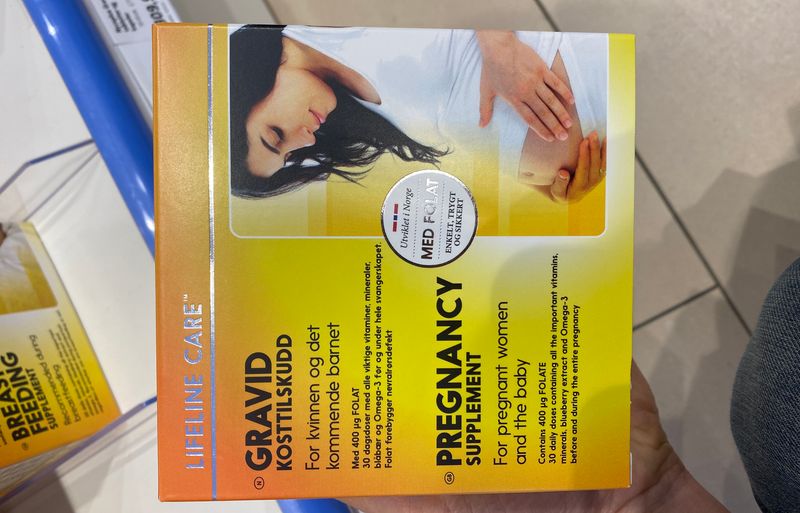 LIFELINE CARE™
N
GRAVID
KOSTTILSKUDD
For kvinnen og det
kommende barnet
Med 400 µg FOLAT
30 dagsdoser med alle viktige vitaminer, mineraler,
blåbær og Omega-3 før og under hele svangerskapet.
Folat forebygger nevralrørsdefekt
Utviklet i Norge
MED FOLAT
ENKELT, TRYGT
OG SIKKERT
GB
PREGNANCY
SUPPLEMENT
For pregnant women
and the baby
Contains 400 µg FOLATE
30 daily doses containing all the important vitamins,
minerals, blueberry extract and Omega-3
before and during the entire pregnancy
BREAST
FEEDING
SUPPLEMENT